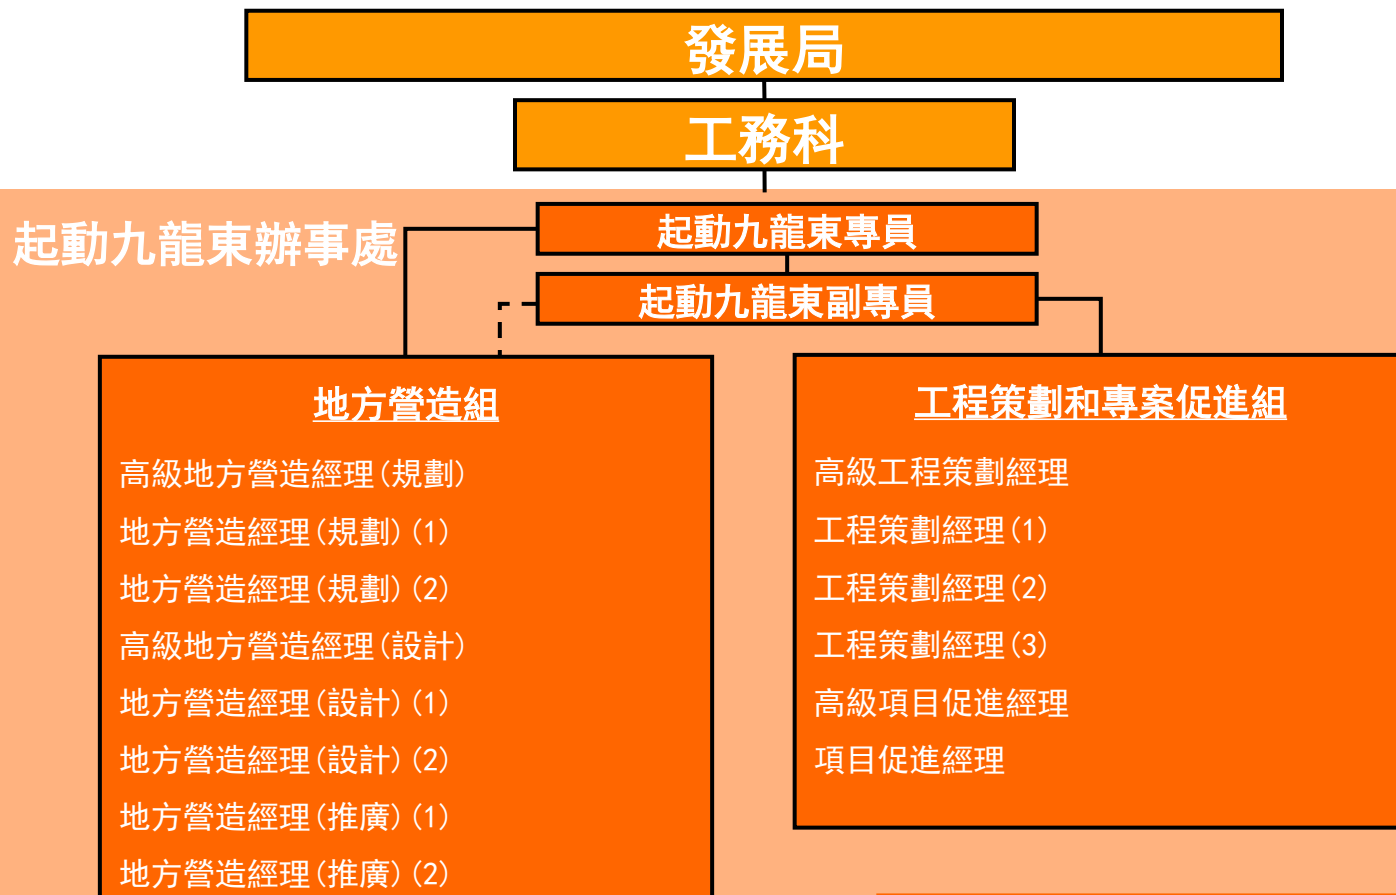 發展局
工務科
起動九龍東辦事處
起動九龍東專員
起動九龍東副專員
地方營造組
高級地方營造經理(規劃)
地方營造經理(規劃)(1)
地方營造經理(規劃)(2)
高級地方營造經理(設計)
地方營造經理(設計)(1)
地方營造經理(設計)(2)
地方營造經理(推廣)(1)
地方營造經理(推廣)(2)
工程策劃和專案促進組
高級工程策劃經理
工程策劃經理(1)
工程策劃經理(2)
工程策劃經理(3)
高級項目促進經理
項目促進經理